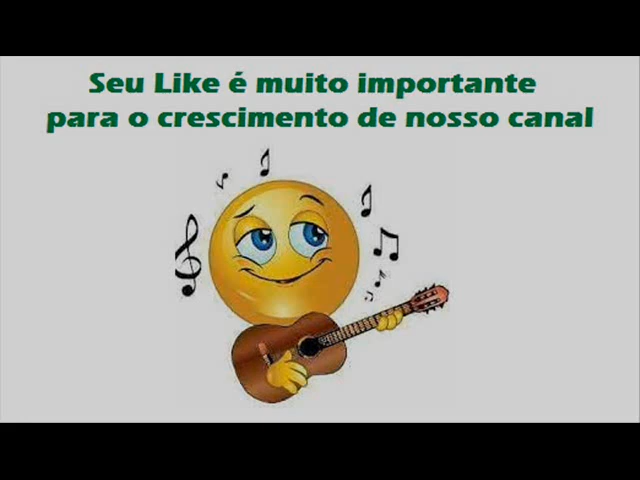 Seu Like é muito importante
para o crescimento de nosso canal